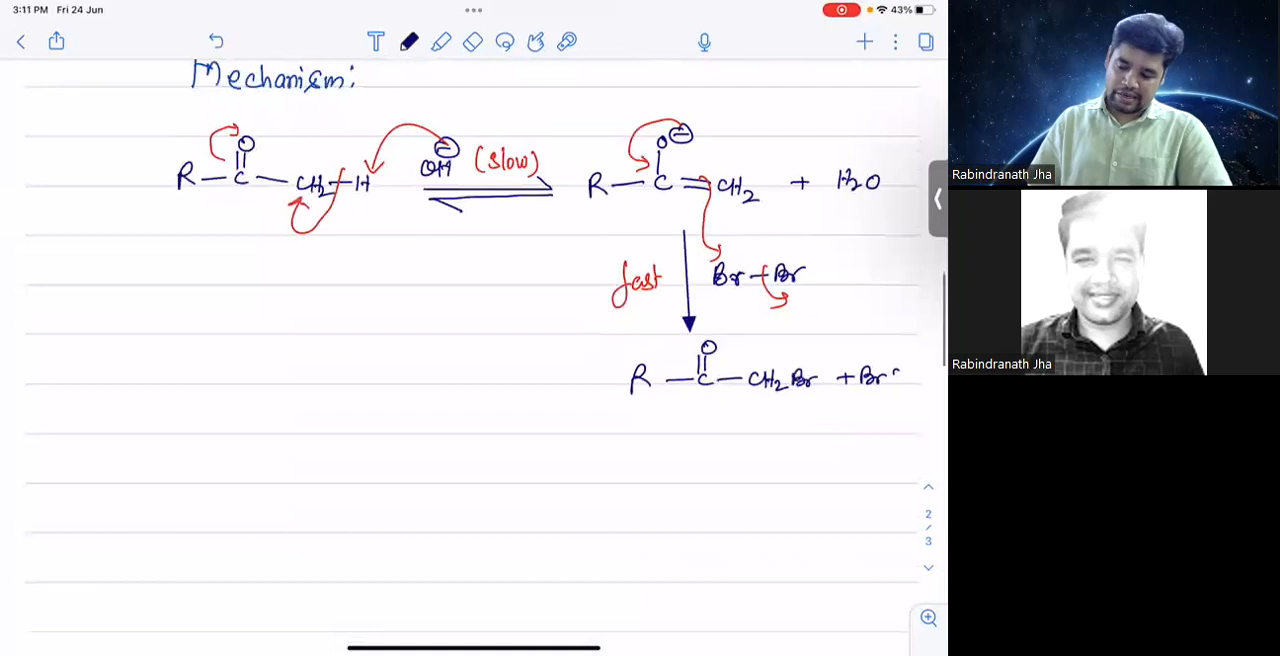 3:11 PM Fri 24 Jun
43%
T
Mechanism:
R — C — CH2 — H
O
⊖
OH
(slow)
R — C = CH2 + H2O
O ⊖
fast
Br — Br
O
R — C — CH2Br + Br
2
/
3
Rabindranath Jha
Rabindranath Jha